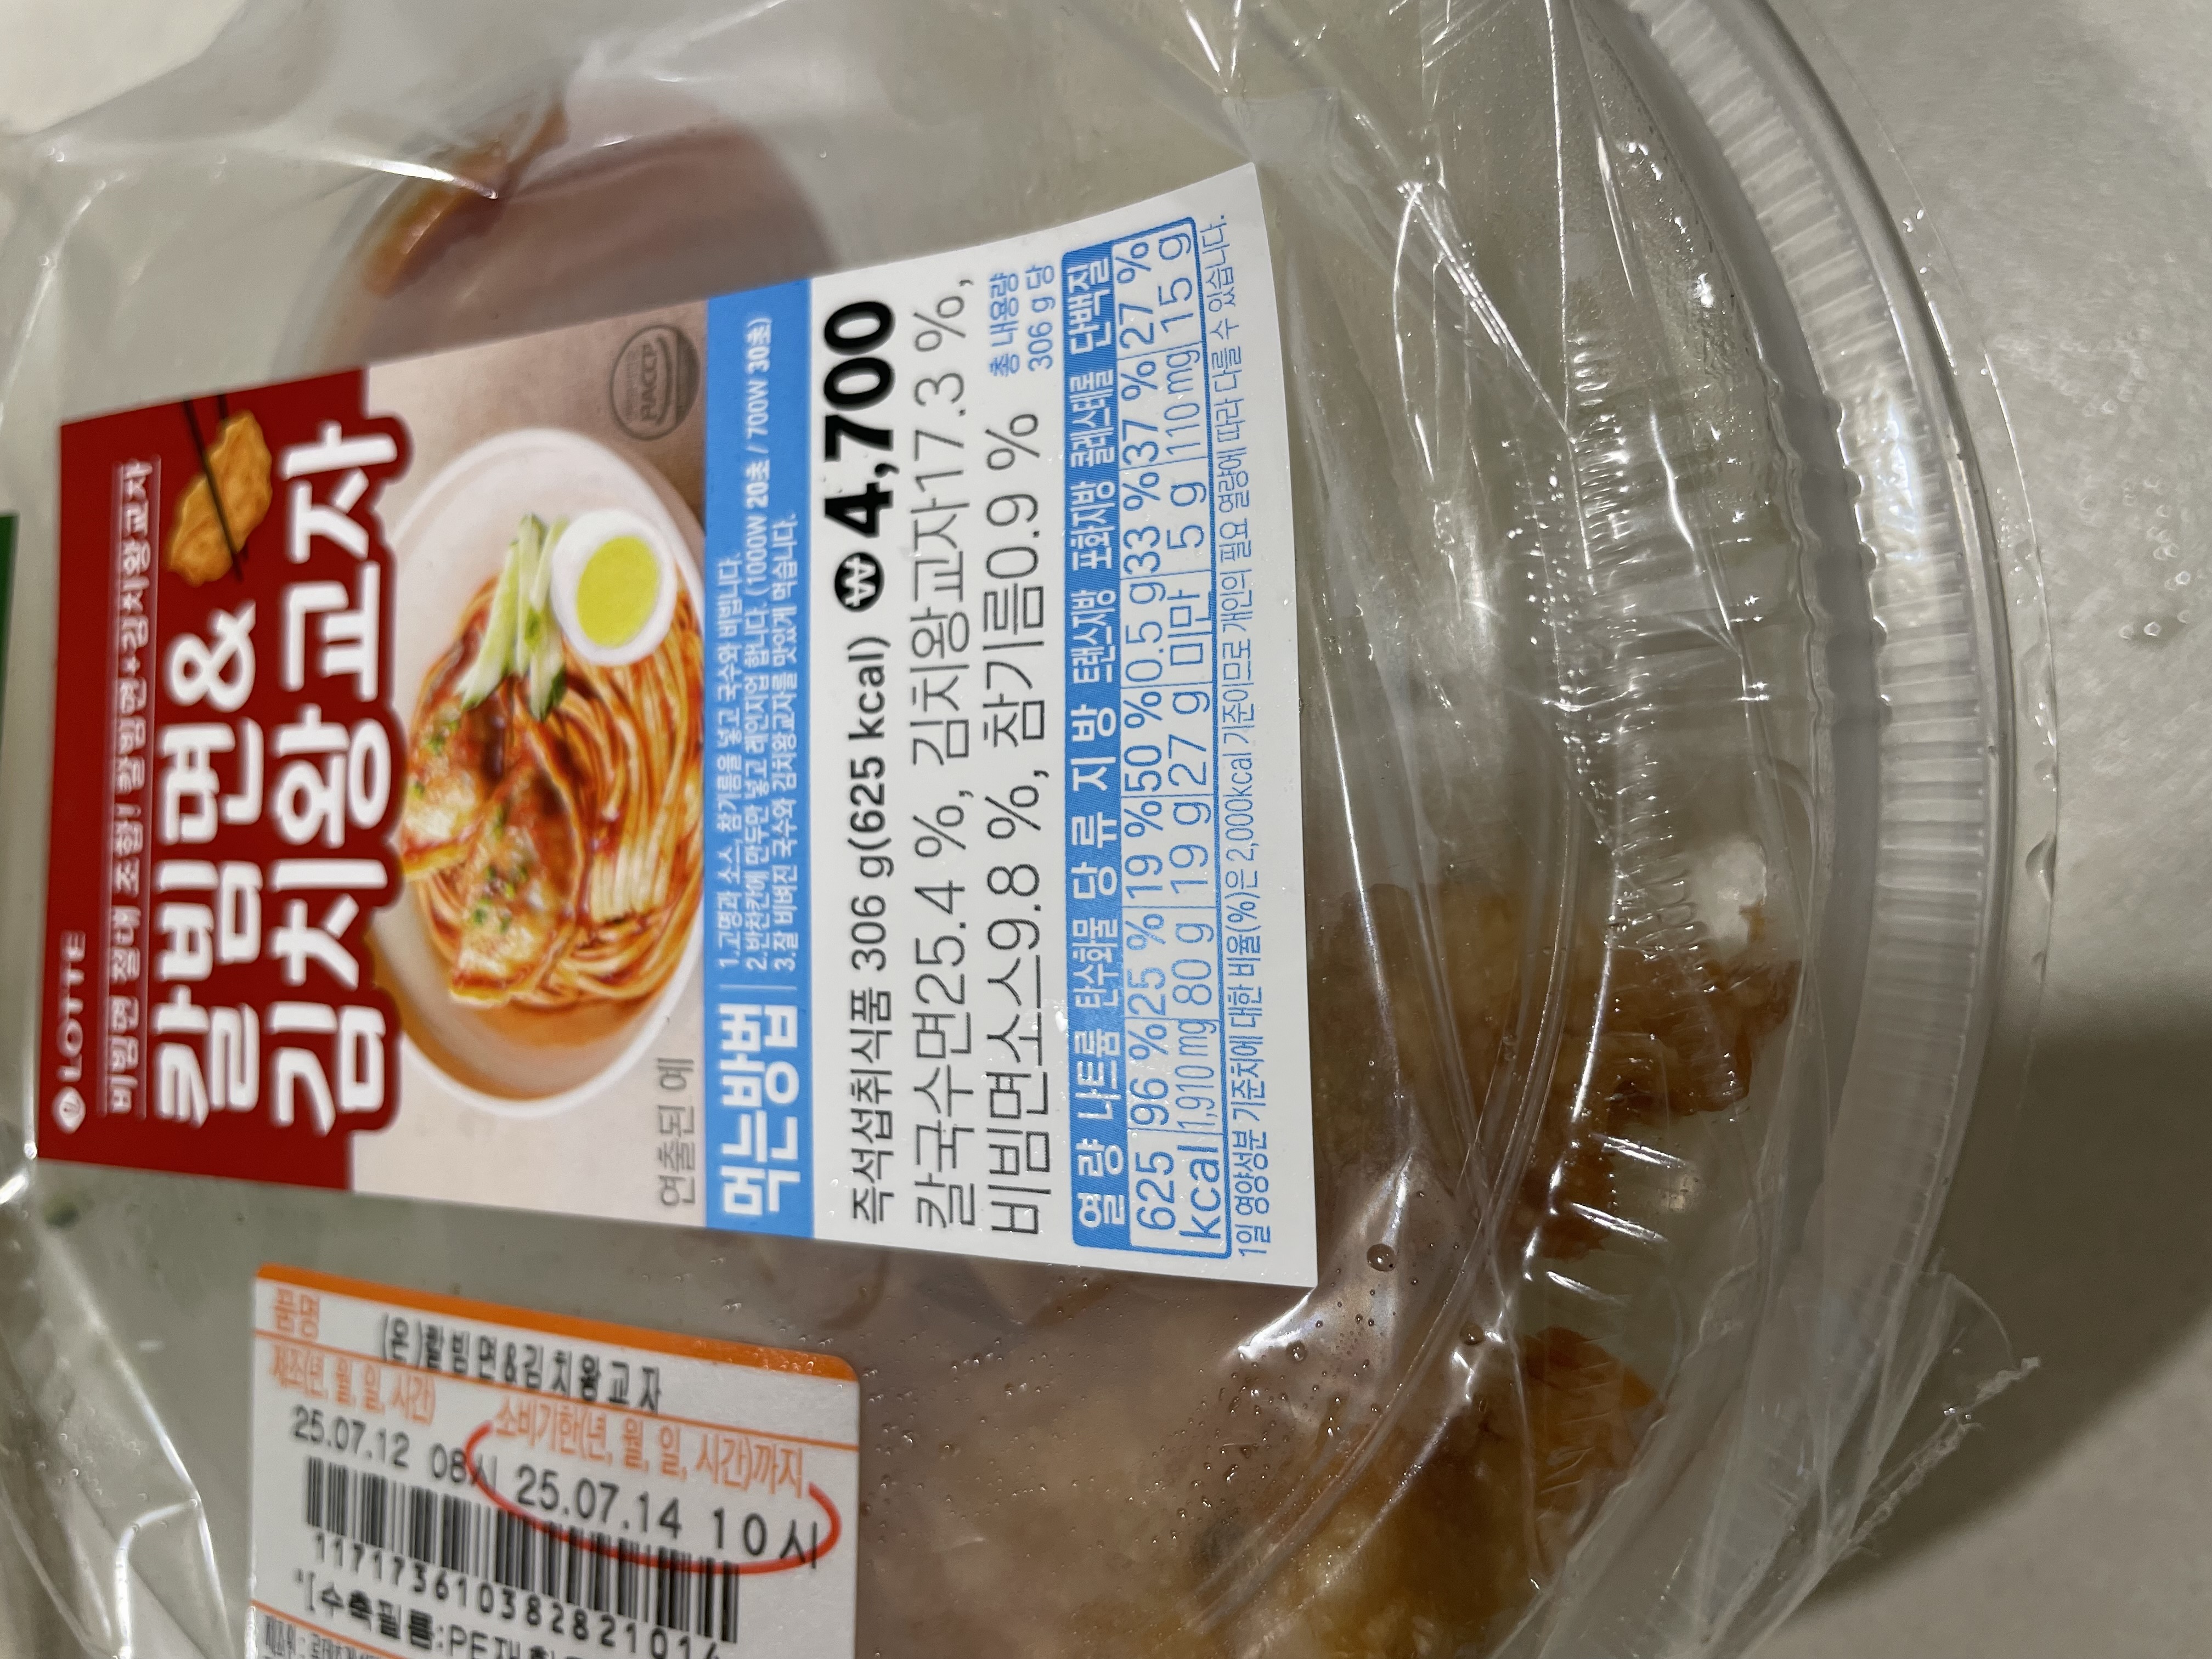 LOTTE
비빔면 절대 조합! 칼빔면+김치왕교자
칼빔면&
김치왕교자
HACCP
연출된 예
먹는방법
1.고명과 소스, 참기름을 넣고 국수와 비빕니다.
2.반찬칸에 만두만 넣고 레인지업 합니다. (1000W 20초 / 700W 30초)
3.잘 비벼진 국수와 김치왕교자를 맛있게 먹습니다.
즉석섭취식품 306 g(625 kcal) ₩4,700
칼국수면25.4 %, 김치왕교자17.3 %,
비빔면소스9.8 %, 참기름0.9 %
총 내용량
306 g 당
열 량 나트륨 탄수화물 당 류 지 방 트랜스지방 포화지방 콜레스테롤 단백질
625 96 % 25 % 19 % 50 % 0.5 g 33 % 37 % 27 %
kcal 1,910 mg 80 g 19 g 27 g 미만 5 g 110 mg 15 g
1일 영양성분 기준치에 대한 비율(%)은 2,000kcal 기준이므로 개인의 필요 열량에 따라 다를 수 있습니다.
품명
(온)칼빔면&김치왕교자
제조(년, 월, 일, 시간)
소비기한(년, 월, 일, 시간)까지
25.07.12 08시 25.07.14 10시
117173610382821014
*[수축필름:PE재